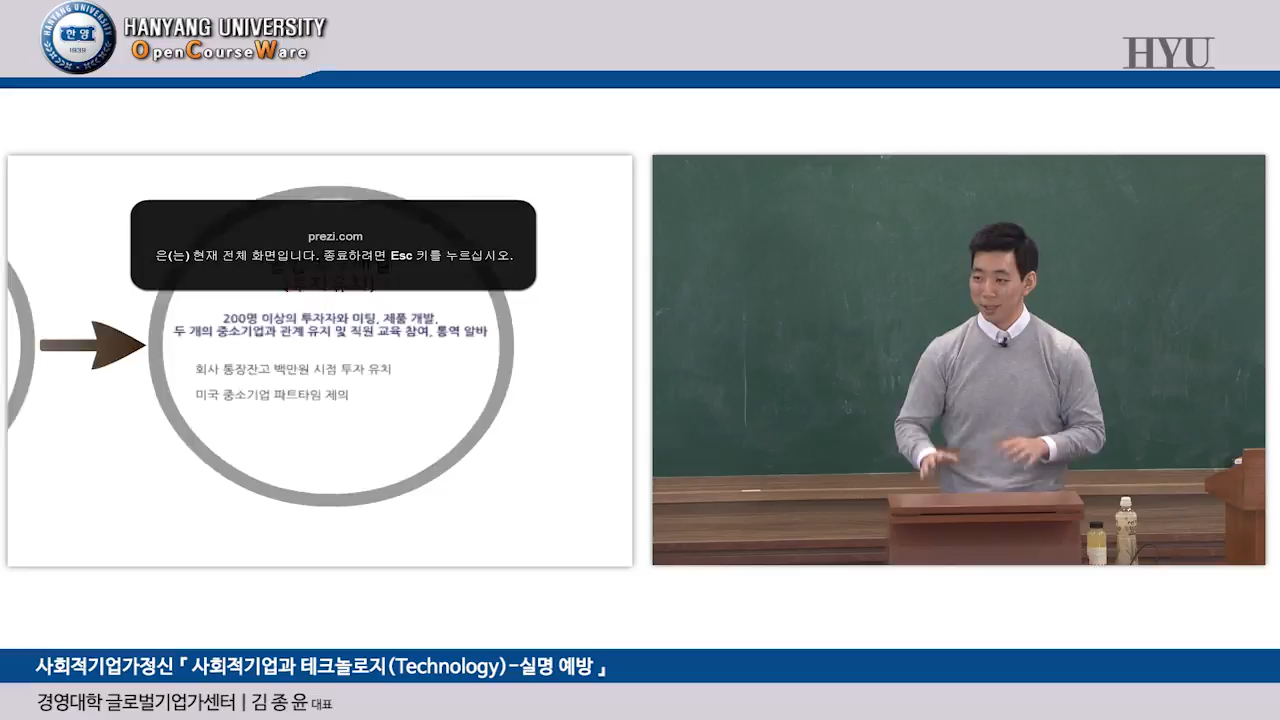 HANYANG UNIVERSITY
OpenCourseWare
한양
1939
HYU
prezi.com
은(는) 현재 전체 화면입니다. 종료하려면 Esc 키를 누르십시오.
(투자유치)
200명 이상의 투자자와 미팅, 제품 개발,
두 개의 중소기업과 관계 유지 및 직원 교육 참여, 통역 알바
회사 통장잔고 백만원 시점 투자 유치
미국 중소기업 파트타임 제의
사회적기업가정신 『 사회적기업과 테크놀로지(Technology)-실명 예방 』
경영대학 글로벌기업가센터 | 김 종 윤 대표